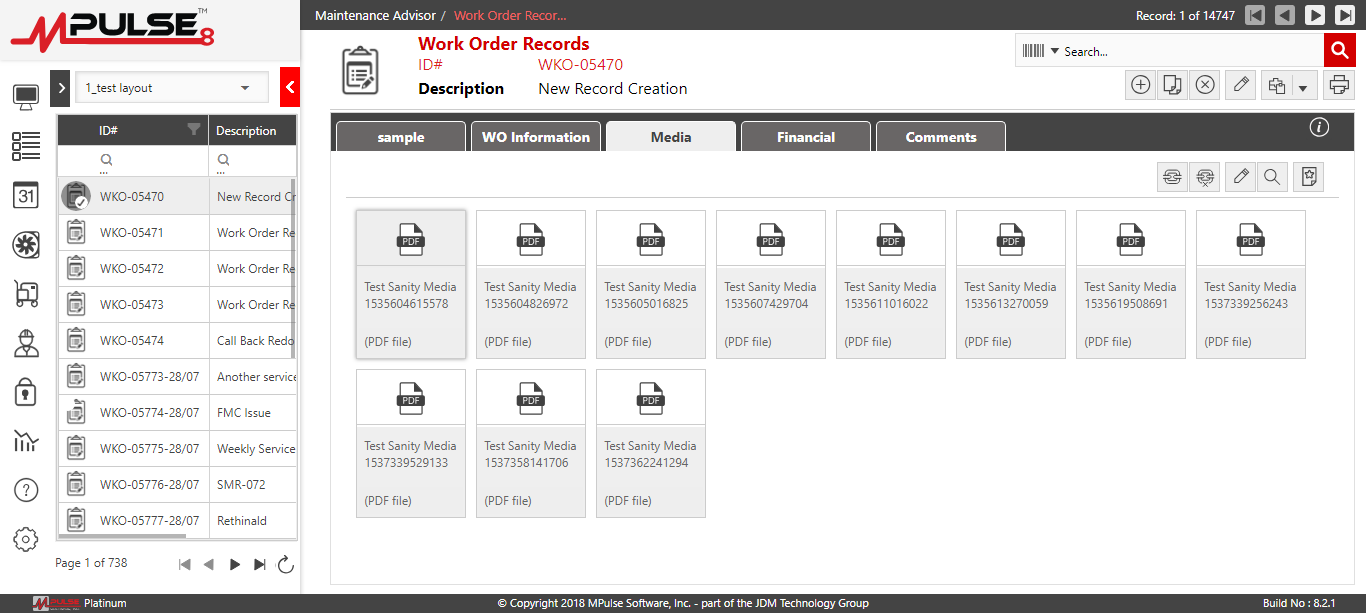 MPULSE 8 ™
Maintenance Advisor / Work Order Recor...
Record: 1 of 14747
1_test layout
ID# Description
...
...
WKO-05470 New Record Cr
WKO-05471 Work Order Re
WKO-05472 Work Order Re
WKO-05473 Work Order Re
WKO-05474 Call Back Redo
WKO-05773-28/07 Another service
WKO-05774-28/07 FMC Issue
WKO-05775-28/07 Weekly Service
WKO-05776-28/07 SMR-072
WKO-05777-28/07 Rethinald
Page 1 of 738
31
?
Work Order Records
ID# WKO-05470
Description New Record Creation
Search...
sample WO Information Media Financial Comments
i
PDF PDF PDF PDF PDF PDF PDF PDF
Test Sanity Media Test Sanity Media Test Sanity Media Test Sanity Media Test Sanity Media Test Sanity Media Test Sanity Media Test Sanity Media
1535604615578 1535604826972 1535605016825 1535607429704 1535611016022 1535613270059 1535619508691 1537339256243
(PDF file) (PDF file) (PDF file) (PDF file) (PDF file) (PDF file) (PDF file) (PDF file)
PDF PDF PDF
Test Sanity Media Test Sanity Media Test Sanity Media
1537339529133 1537358141706 1537362241294
(PDF file) (PDF file) (PDF file)
MPULSE Platinum
© Copyright 2018 MPulse Software, Inc. - part of the JDM Technology Group
Build No : 8.2.1